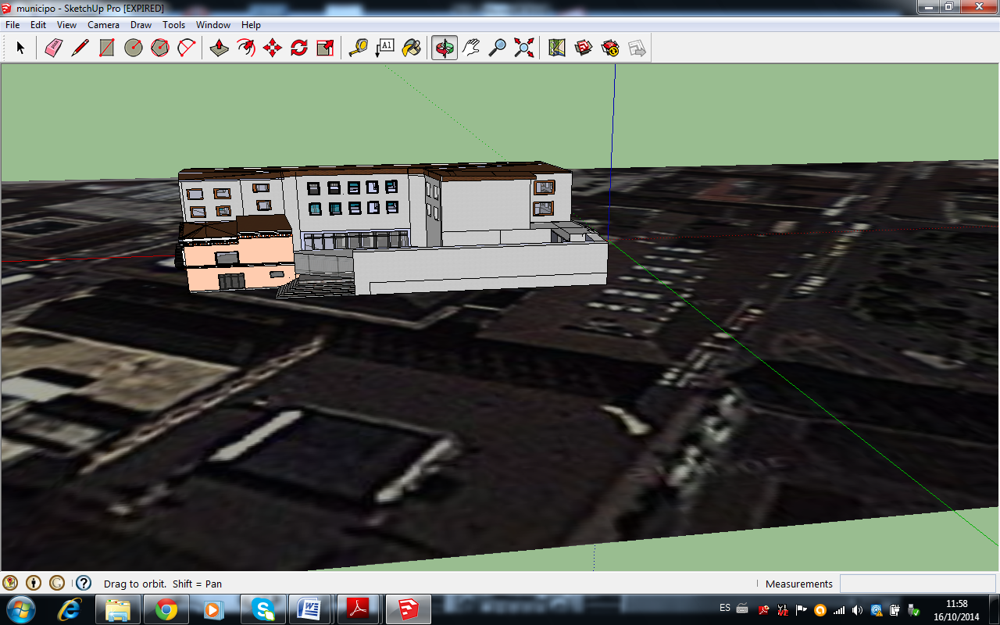 municipo - SketchUp Pro [EXPIRED]
File Edit View Camera Draw Tools Window Help
A1
Drag to orbit. Shift = Pan
Measurements
ES
11:58
16/10/2014